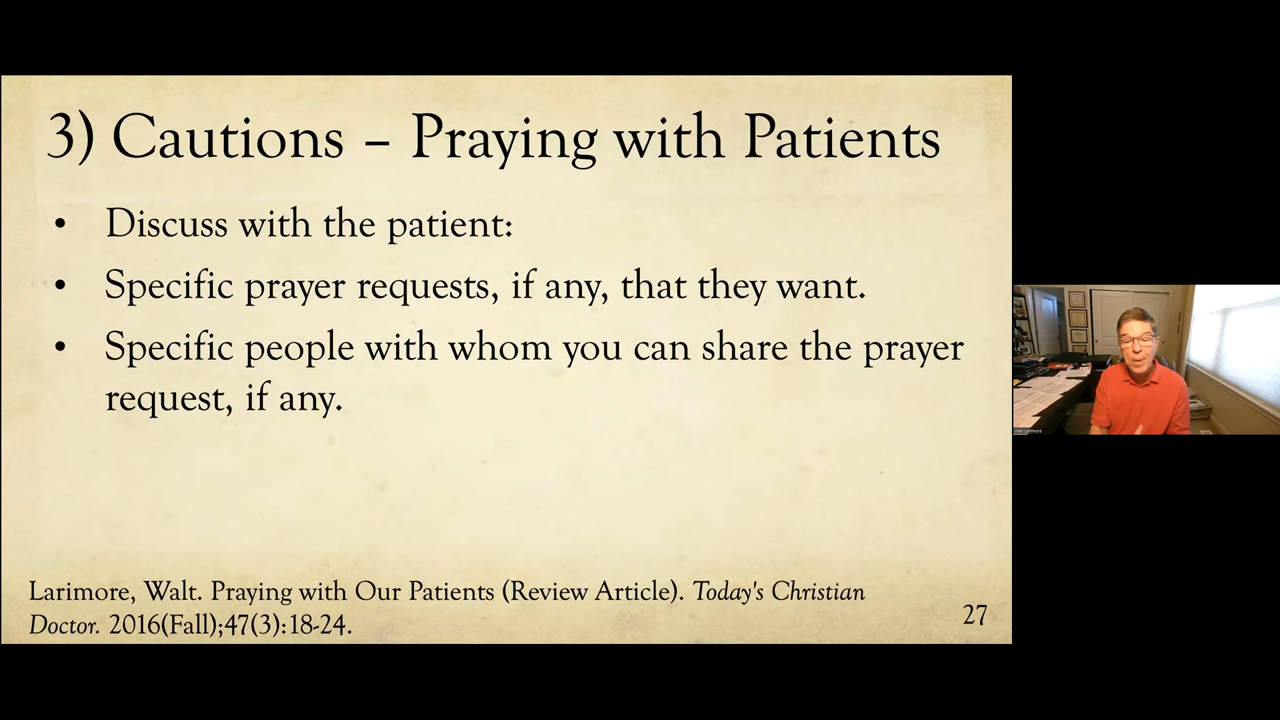 3) Cautions – Praying with Patients
• Discuss with the patient:
• Specific prayer requests, if any, that they want.
• Specific people with whom you can share the prayer
request, if any.
Larimore, Walt. Praying with Our Patients (Review Article). Today's Christian
Doctor. 2016(Fall);47(3):18-24.
27
Walt Larimore